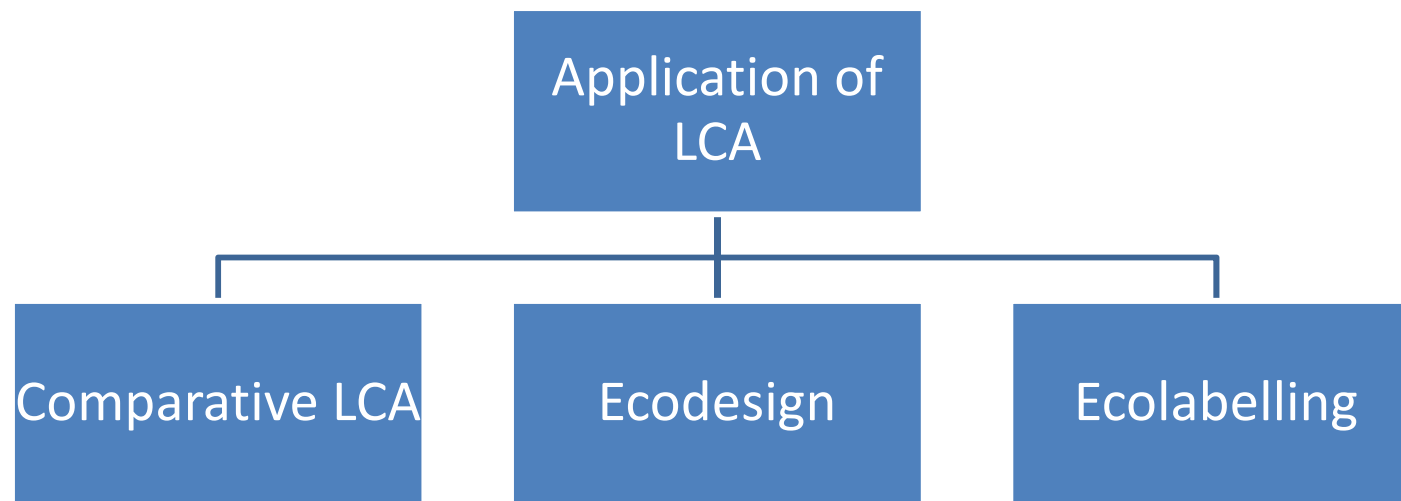 Application of
LCA
Comparative LCA
Ecodesign
Ecolabelling